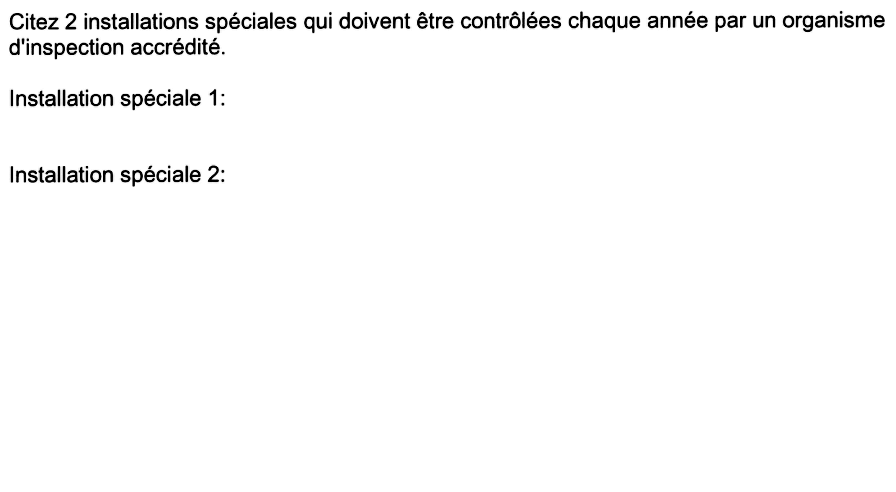 Citez 2 installations spéciales qui doivent être contrôlées chaque année par un organisme
d'inspection accrédité.
Installation spéciale 1:
Installation spéciale 2: